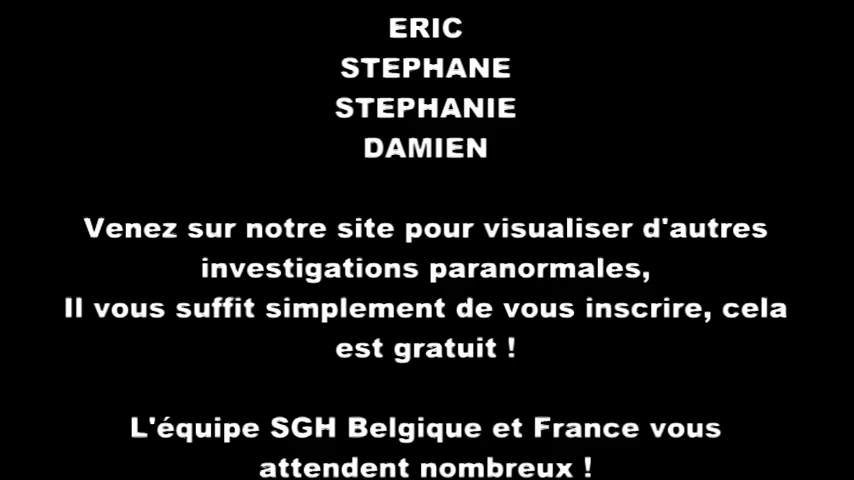 ERIC
STEPHANE
STEPHANIE
DAMIEN
Venez sur notre site pour visualiser d'autres
investigations paranormales,
Il vous suffit simplement de vous inscrire, cela
est gratuit !
L'équipe SGH Belgique et France vous
attendent nombreux !